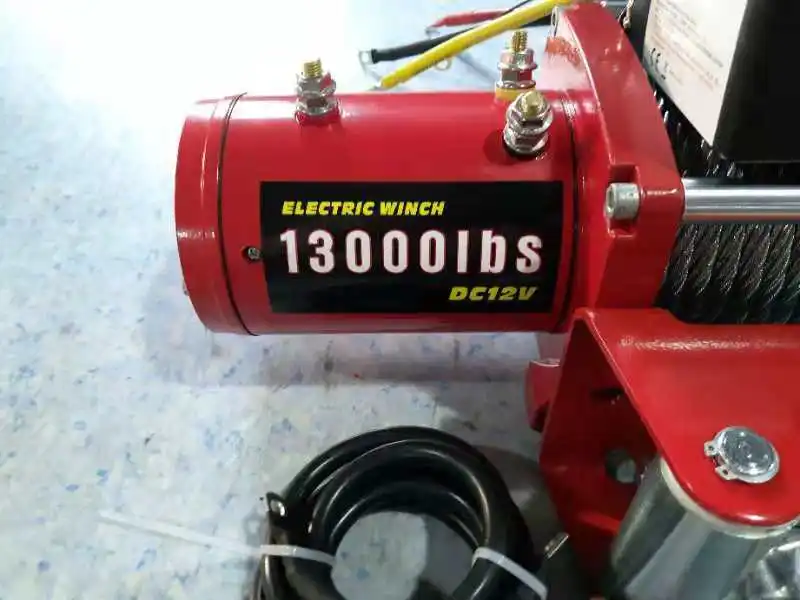 ELECTRIC WINCH
13000lbs
DC12V